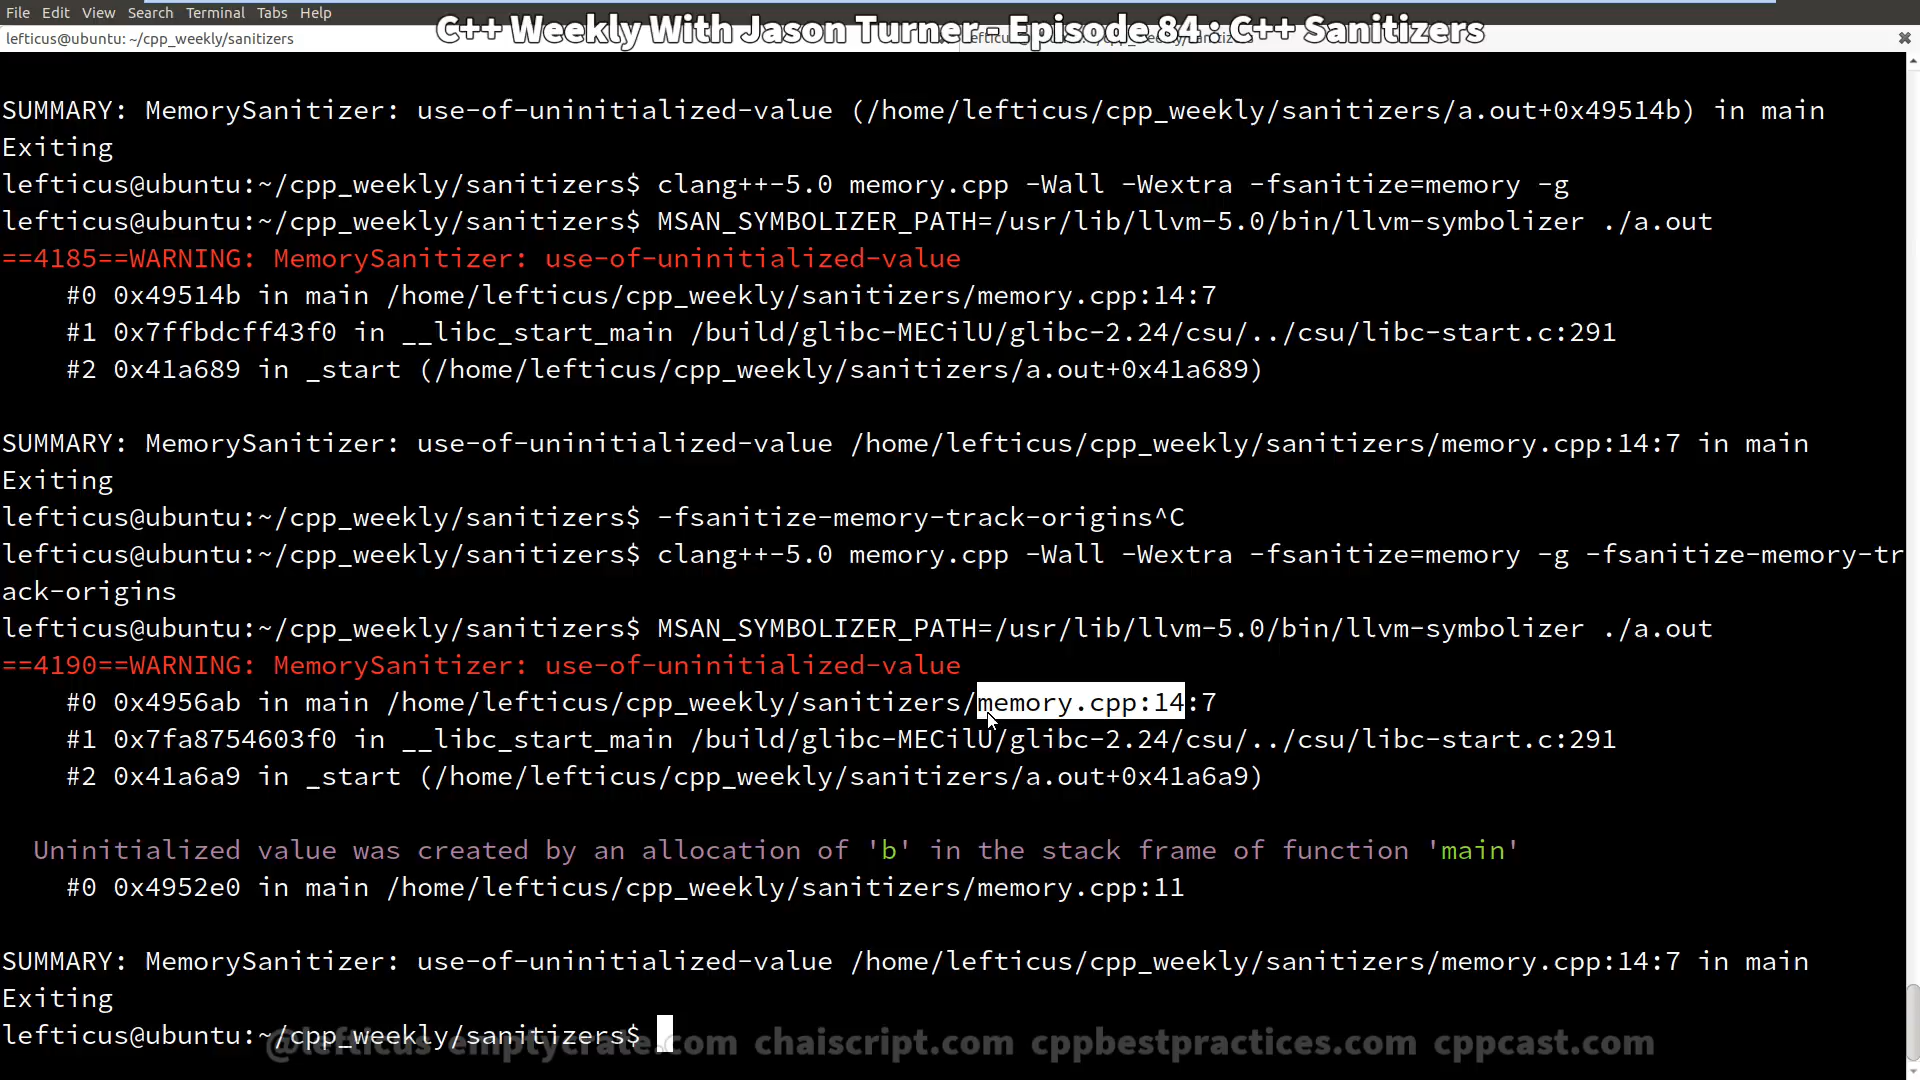 File Edit View Search Terminal Tabs Help
C++ Weekly With Jason Turner - Episode 84 : C++ Sanitizers
lefticus@ubuntu: ~/cpp_weekly/sanitizers
SUMMARY: MemorySanitizer: use-of-uninitialized-value (/home/lefticus/cpp_weekly/sanitizers/a.out+0x49514b) in main
Exiting
lefticus@ubuntu:~/cpp_weekly/sanitizers$ clang++-5.0 memory.cpp -Wall -Wextra -fsanitize=memory -g
lefticus@ubuntu:~/cpp_weekly/sanitizers$ MSAN_SYMBOLIZER_PATH=/usr/lib/llvm-5.0/bin/llvm-symbolizer ./a.out
==4185==WARNING: MemorySanitizer: use-of-uninitialized-value
#0 0x49514b in main /home/lefticus/cpp_weekly/sanitizers/memory.cpp:14:7
#1 0x7ffbdcff43f0 in __libc_start_main /build/glibc-MECilU/glibc-2.24/csu/../csu/libc-start.c:291
#2 0x41a689 in _start (/home/lefticus/cpp_weekly/sanitizers/a.out+0x41a689)
SUMMARY: MemorySanitizer: use-of-uninitialized-value /home/lefticus/cpp_weekly/sanitizers/memory.cpp:14:7 in main
Exiting
lefticus@ubuntu:~/cpp_weekly/sanitizers$ -fsanitize-memory-track-origins^C
lefticus@ubuntu:~/cpp_weekly/sanitizers$ clang++-5.0 memory.cpp -Wall -Wextra -fsanitize=memory -g -fsanitize-memory-tr
ack-origins
lefticus@ubuntu:~/cpp_weekly/sanitizers$ MSAN_SYMBOLIZER_PATH=/usr/lib/llvm-5.0/bin/llvm-symbolizer ./a.out
==4190==WARNING: MemorySanitizer: use-of-uninitialized-value
#0 0x4956ab in main /home/lefticus/cpp_weekly/sanitizers/memory.cpp:14:7
#1 0x7fa8754603f0 in __libc_start_main /build/glibc-MECilU/glibc-2.24/csu/../csu/libc-start.c:291
#2 0x41a6a9 in _start (/home/lefticus/cpp_weekly/sanitizers/a.out+0x41a6a9)
Uninitialized value was created by an allocation of 'b' in the stack frame of function 'main'
#0 0x4952e0 in main /home/lefticus/cpp_weekly/sanitizers/memory.cpp:11
SUMMARY: MemorySanitizer: use-of-uninitialized-value /home/lefticus/cpp_weekly/sanitizers/memory.cpp:14:7 in main
Exiting
lefticus@ubuntu:~/cpp_weekly/sanitizers$
@lefticus emptycrate.com chaiscript.com cppbestpractices.com cppcast.com